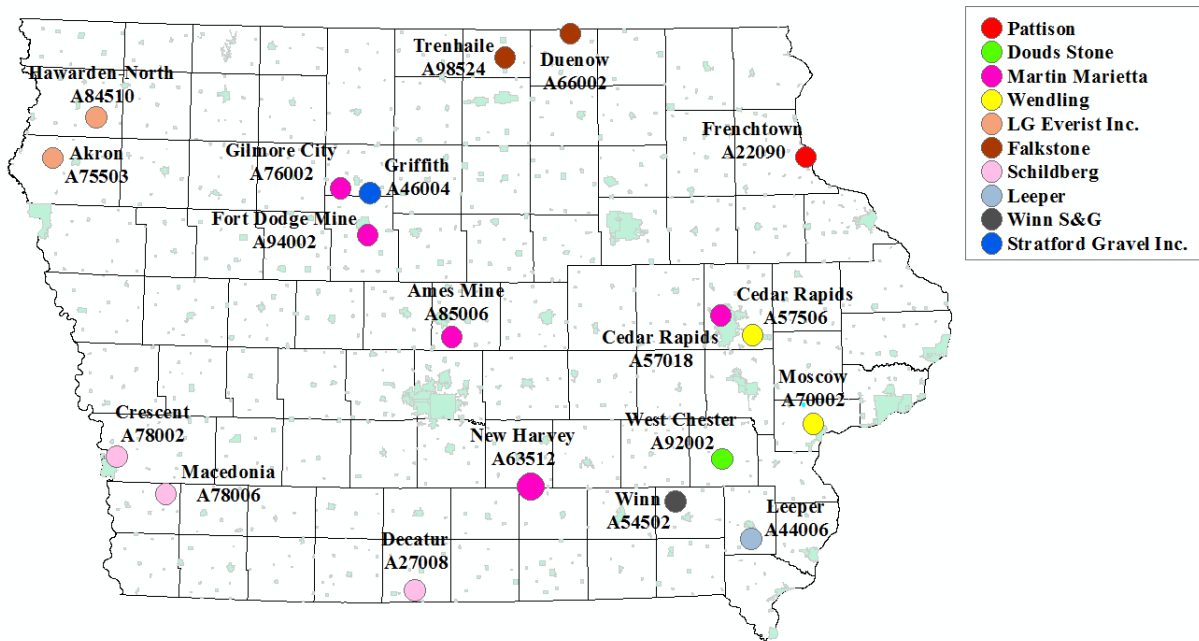 Trenhaile
A98524
Duenow
A66002
Hawarden-North
A84510
Frenchtown
A22090
Akron
A75503
Gilmore City
A76002
Griffith
A46004
Fort Dodge Mine
A94002
Ames Mine
A85006
Cedar Rapids
A57506
Cedar Rapids
A57018
Moscow
A70002
Crescent
A78002
West Chester
A92002
New Harvey
A63512
Macedonia
A78006
Winn
A54502
Leeper
A44006
Decatur
A27008
Pattison
Douds Stone
Martin Marietta
Wendling
LG Everist Inc.
Falkstone
Schildberg
Leeper
Winn S&G
Stratford Gravel Inc.